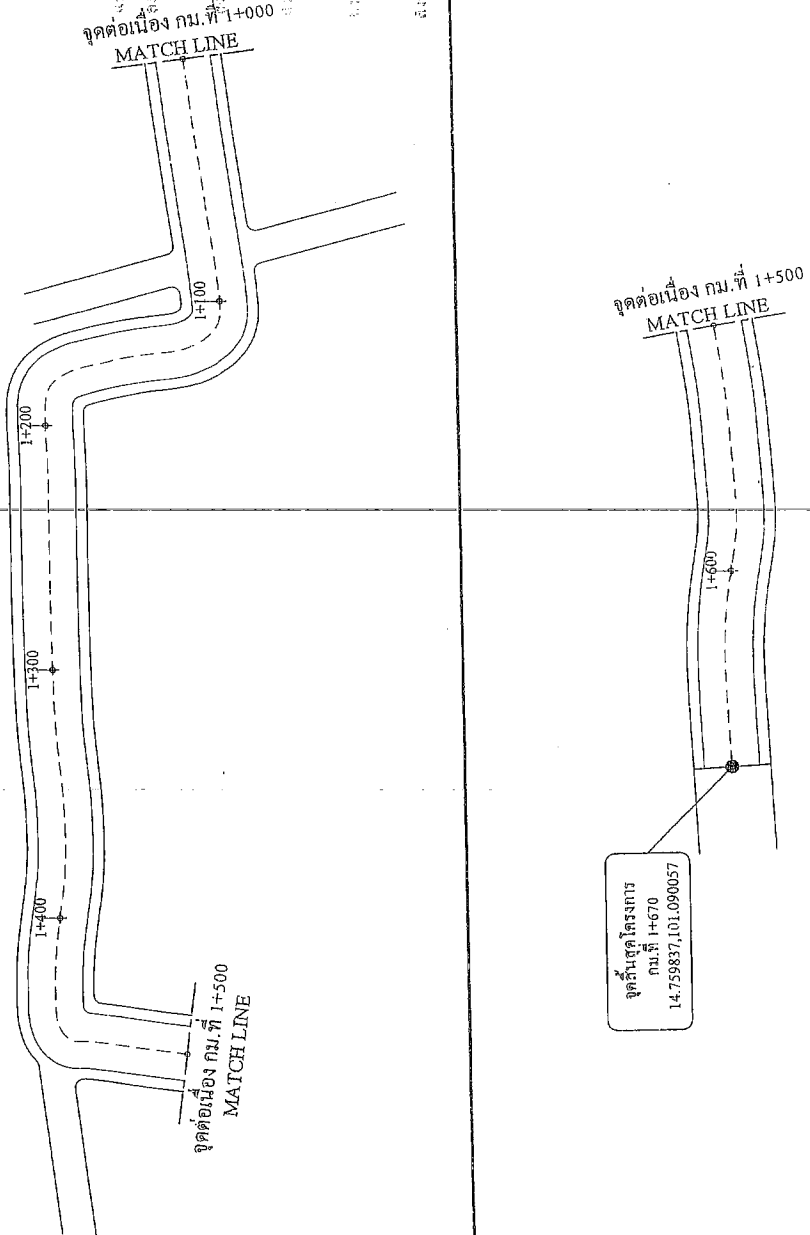 จุดต่อเนื่อง กม.ที่ 1+000
MATCH LINE
1+100
1+200
1+300
1+400
จุดต่อเนื่อง กม.ที่ 1+500
MATCH LINE
จุดต่อเนื่อง กม.ที่ 1+500
MATCH LINE
1+600
จุดสิ้นสุดโครงการ
กม.ที่ 1+670
14.759837,101.090057